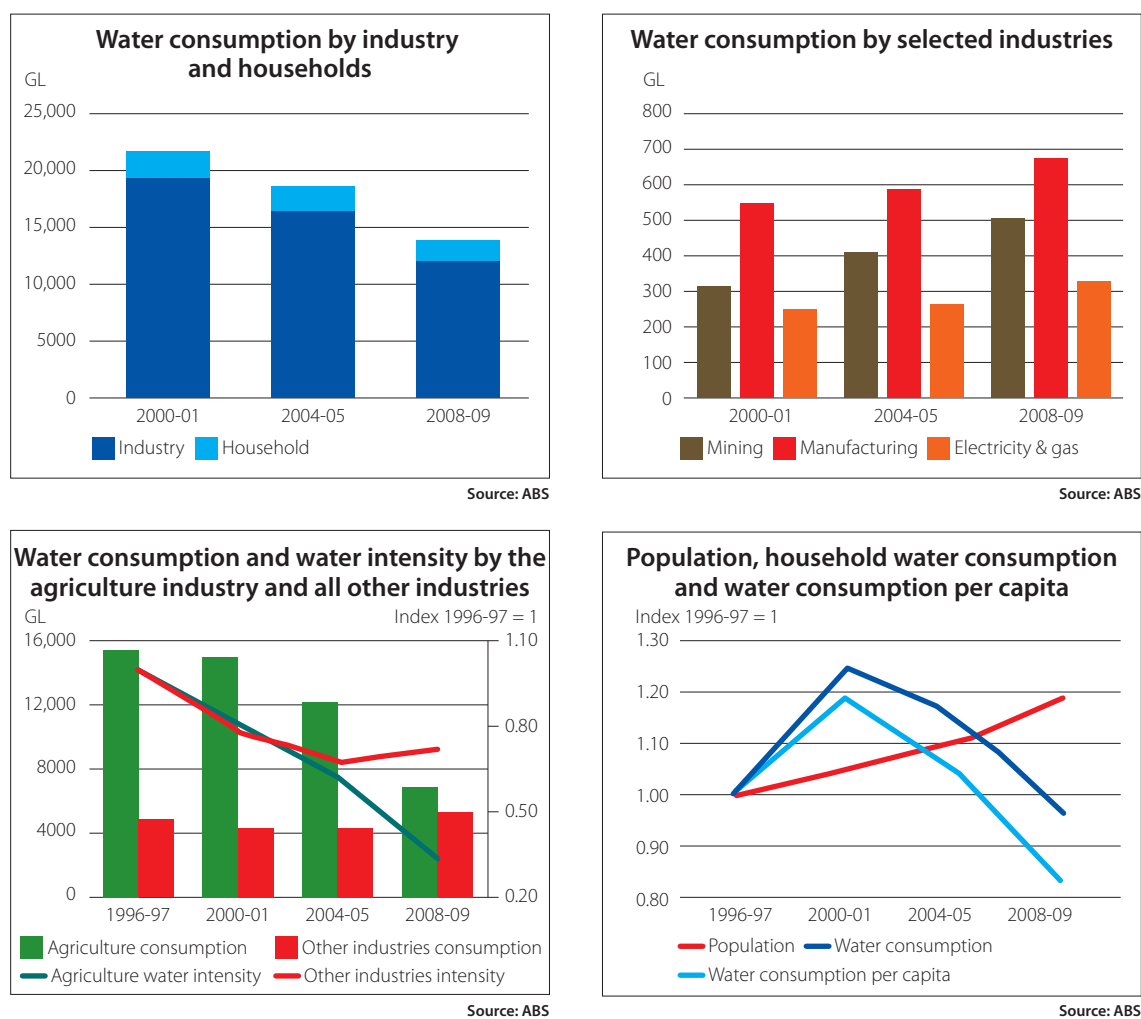 Water consumption by industry
and households
GL
25,000
20,000
15,000
10,000
5000
0
2000-01 2004-05 2008-09
Industry Household
Source: ABS
Water consumption by selected industries
GL
800
700
600
500
400
300
200
100
0
2000-01 2004-05 2008-09
Mining Manufacturing Electricity & gas
Source: ABS
Water consumption and water intensity by the
agriculture industry and all other industries
GL Index 1996-97 = 1
16,000 1.10
12,000 0.80
8000
4000 0.50
0 0.20
1996-97 2000-01 2004-05 2008-09
Agriculture consumption Other industries consumption
Agriculture water intensity Other industries intensity
Source: ABS
Population, household water consumption
and water consumption per capita
Index 1996-97 = 1
1.30
1.20
1.10
1.00
0.90
0.80
1996-97 2000-01 2004-05 2008-09
Population Water consumption
Water consumption per capita
Source: ABS